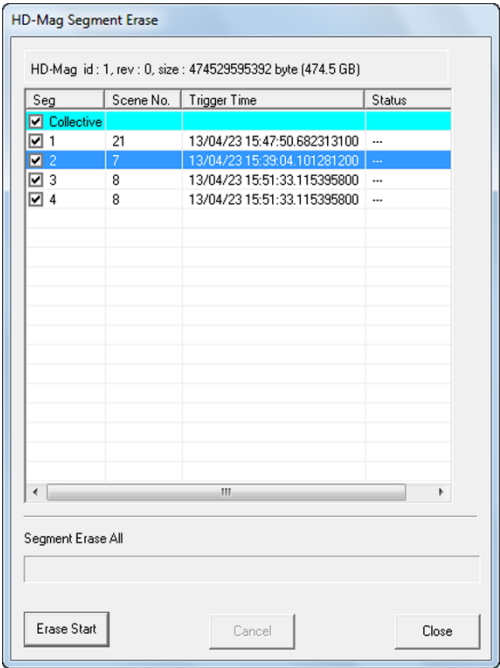 HD-Mag Segment Erase
HD-Mag id : 1, rev : 0, size : 474529595392 byte (474.5 GB)
Seg Scene No. Trigger Time Status
Collective
1 21 13/04/23 15:47:50.682313100 ---
2 7 13/04/23 15:39:04.101281200 ---
3 8 13/04/23 15:51:33.115395800 ---
4 8 13/04/23 15:51:33.115395800 ---
Segment Erase All
Erase Start Cancel Close